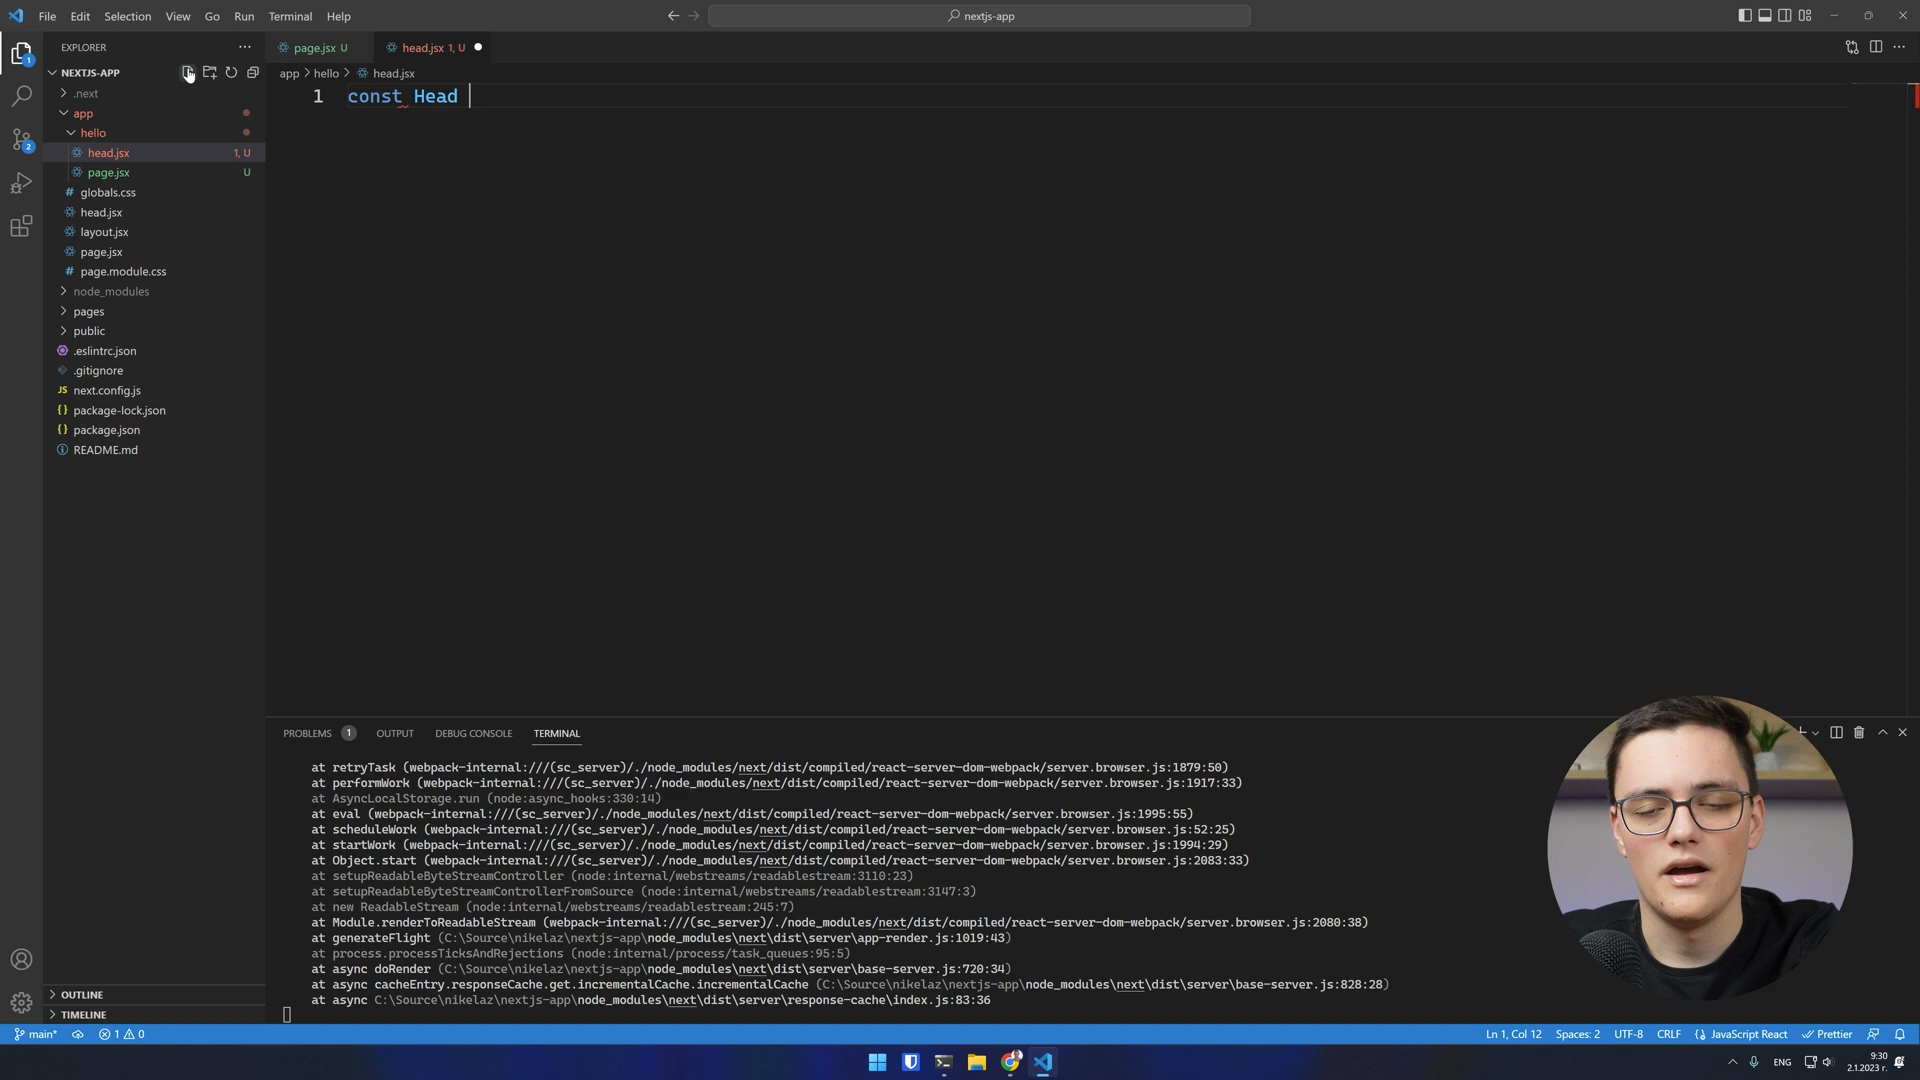 File Edit Selection View Go Run Terminal Help
nextjs-app
EXPLORER
NEXTJS-APP
.next
app
hello
head.jsx 1, U
page.jsx U
globals.css
head.jsx
layout.jsx
page.jsx
page.module.css
node_modules
pages
public
.eslintrc.json
.gitignore
next.config.js
package-lock.json
package.json
README.md
OUTLINE
TIMELINE
page.jsx U
head.jsx 1, U
app > hello > head.jsx
1 const Head
PROBLEMS 1 OUTPUT DEBUG CONSOLE TERMINAL
at retryTask (webpack-internal:///(sc_server)/./node_modules/next/dist/compiled/react-server-dom-webpack/server.browser.js:1879:50)
at performWork (webpack-internal:///(sc_server)/./node_modules/next/dist/compiled/react-server-dom-webpack/server.browser.js:1917:33)
at AsyncLocalStorage.run (node:async_hooks:330:14)
at eval (webpack-internal:///(sc_server)/./node_modules/next/dist/compiled/react-server-dom-webpack/server.browser.js:1995:55)
at scheduleWork (webpack-internal:///(sc_server)/./node_modules/next/dist/compiled/react-server-dom-webpack/server.browser.js:52:25)
at startWork (webpack-internal:///(sc_server)/./node_modules/next/dist/compiled/react-server-dom-webpack/server.browser.js:1994:29)
at Object.start (webpack-internal:///(sc_server)/./node_modules/next/dist/compiled/react-server-dom-webpack/server.browser.js:2083:33)
at setupReadableByteStreamController (node:internal/webstreams/readablestream:3110:23)
at setupReadableByteStreamControllerFromSource (node:internal/webstreams/readablestream:3147:3)
at new ReadableStream (node:internal/webstreams/readablestream:245:7)
at Module.renderToReadableStream (webpack-internal:///(sc_server)/./node_modules/next/dist/compiled/react-server-dom-webpack/server.browser.js:2080:38)
at generateFlight (C:\Source\nikelaz\nextjs-app\node_modules\next\dist\server\app-render.js:1019:43)
at process.processTicksAndRejections (node:internal/process/task_queues:95:5)
at async doRender (C:\Source\nikelaz\nextjs-app\node_modules\next\dist\server\base-server.js:720:34)
at async cacheEntry.responseCache.get.incrementalCache.incrementalCache (C:\Source\nikelaz\nextjs-app\node_modules\next\dist\server\base-server.js:828:28)
at async C:\Source\nikelaz\nextjs-app\node_modules\next\dist\server\response-cache\index.js:83:36
main* 1 0
Ln 1, Col 12 Spaces: 2 UTF-8 CRLF JavaScript React Prettier
ENG
9:30
2.1.2023 г.